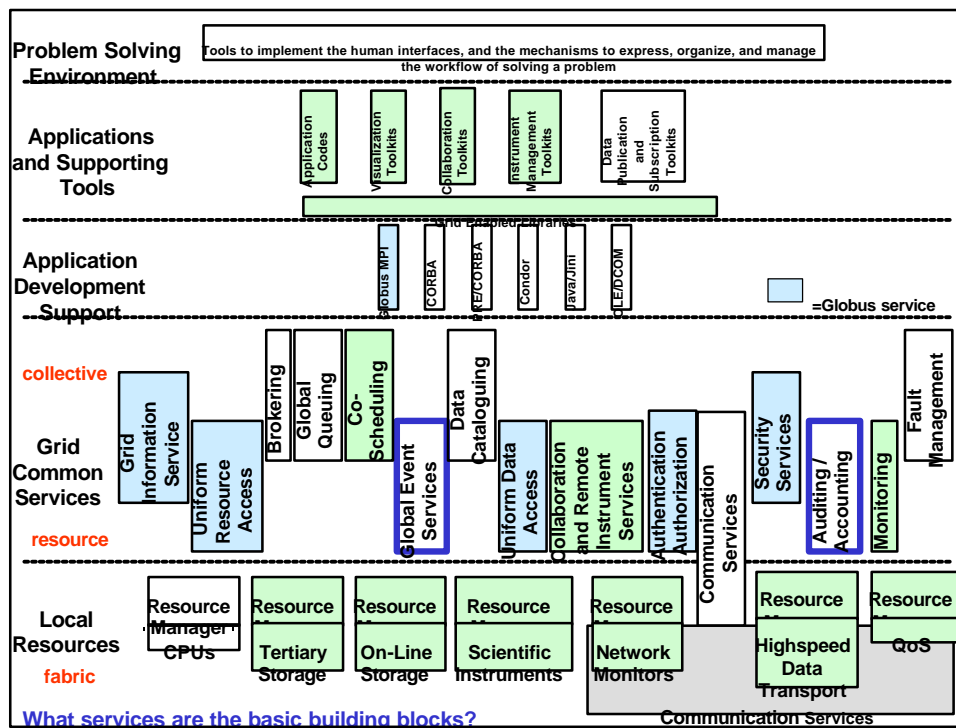 Problem Solving
Environment
Tools to implement the human interfaces, and the mechanisms to express, organize, and manage
the workflow of solving a problem
Applications
and Supporting
Tools
Application
Codes
Visualization
Toolkits
Collaboration
Toolkits
Instrument
Management
Toolkits
Data
Publication
and
Subscription
Toolkits
Grid Enabled Libraries
Application
Development
Support
Globus MPI
CORBA
Condor
Java/Jini
OLE/DCOM
=Globus service
collective
Grid
Common
Services
resource
Grid
Information
Service
Uniform
Resource
Access
Brokering
Global
Queuing
Co-
Scheduling
Global Event
Services
Data
Cataloguing
Uniform Data
Access
Collaboration
and Remote
Instrument
Services
Authentication
Authorization
Communication
Services
Security
Services
Auditing /
Accounting
Monitoring
Fault
Management
Local
Resources
fabric
Resource
Manager
CPUs
Resource
Tertiary
Storage
Resource
On-Line
Storage
Resource
Scientific
Instruments
Resource
Network
Monitors
Resource
Highspeed
Data
Transport
Resource
QoS
Communication Services
What services are the basic building blocks?